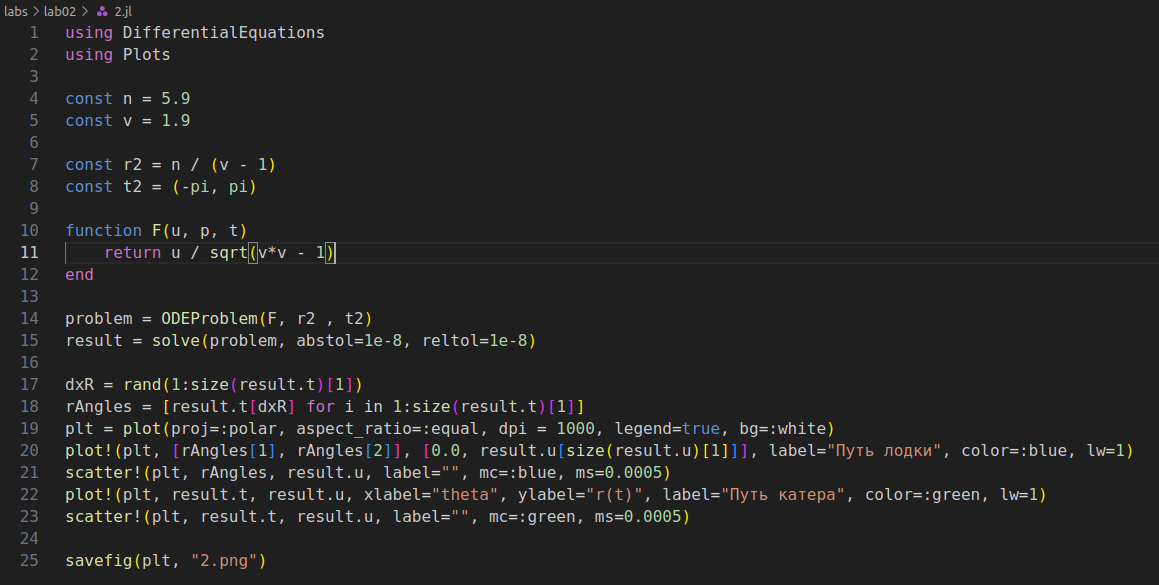 labs > lab02 > 2.jl
1 using DifferentialEquations
2 using Plots
3
4 const n = 5.9
5 const v = 1.9
6
7 const r2 = n / (v - 1)
8 const t2 = (-pi, pi)
9
10 function F(u, p, t)
11     return u / sqrt(v*v - 1)
12 end
13
14 problem = ODEProblem(F, r2 , t2)
15 result = solve(problem, abstol=1e-8, reltol=1e-8)
16
17 dxR = rand(1:size(result.t)[1])
18 rAngles = [result.t[dxR] for i in 1:size(result.t)[1]]
19 plt = plot(proj=:polar, aspect_ratio=:equal, dpi = 1000, legend=true, bg=:white)
20 plot!(plt, [rAngles[1], rAngles[2]], [0.0, result.u[size(result.u)[1]]], label="Путь лодки", color=:blue, lw=1)
21 scatter!(plt, rAngles, result.u, label="", mc=:blue, ms=0.0005)
22 plot!(plt, result.t, result.u, xlabel="theta", ylabel="r(t)", label="Путь катера", color=:green, lw=1)
23 scatter!(plt, result.t, result.u, label="", mc=:green, ms=0.0005)
24
25 savefig(plt, "2.png")